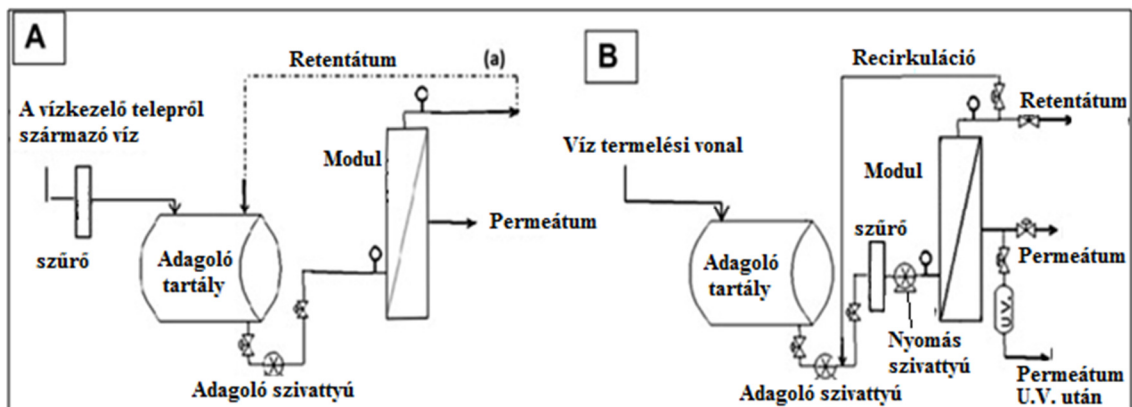 A
Retentátum
(a)
A vízkezelő telepről
származó víz
Modul
szűrő
Adagoló
tartály
Permeátum
Adagoló szivattyú
B
Recirkuláció
Retentátum
Víz termelési vonal
Modul
szűrő
Adagoló
tartály
Permeátum
U.V.
Nyomás
szivattyú
Adagoló szivattyú
Permeátum
U.V. után